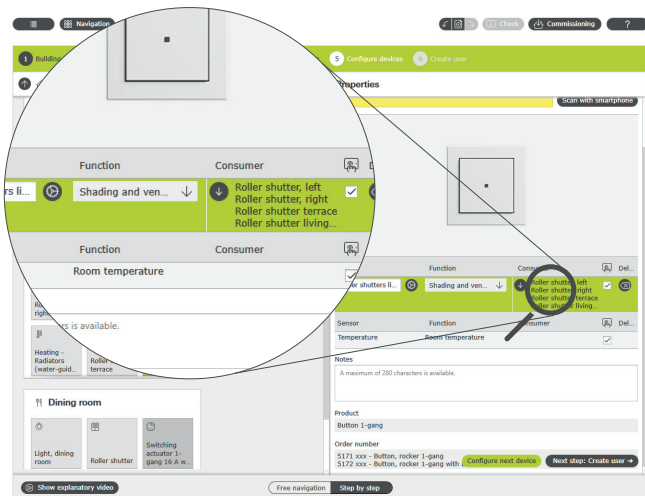 Navigation
Check
Commissioning
?
1 Building
5 Configure devices
6 Create user
Properties
Scan with smartphone
Function
Consumer
rs li...
Shading and ven...
Roller shutter, left
Roller shutter, right
Roller shutter terrace
Roller shutter living...
Function
Consumer
Room temperature
rs is available.
Function
Consumer
Del...
er shutters li...
Shading and ven...
Roller shutter, left
Roller shutter, right
Roller shutter terrace
Roller shutter living...
Sensor
Function
Consumer
Del...
Temperature
Room temperature
Notes
A maximum of 280 characters is available.
Heating -
Radiators
(water-guid...
Roller
terrace
Dining room
Light, dining
room
Roller shutter
Switching
actuator 1-
gang 16 A w...
Product
Button 1-gang
Order number
5171 xxx - Button, rocker 1-gang
5172 xxx - Button, rocker 1-gang with
Configure next device
Next step: Create user
Show explanatory video
Free navigation
Step by step